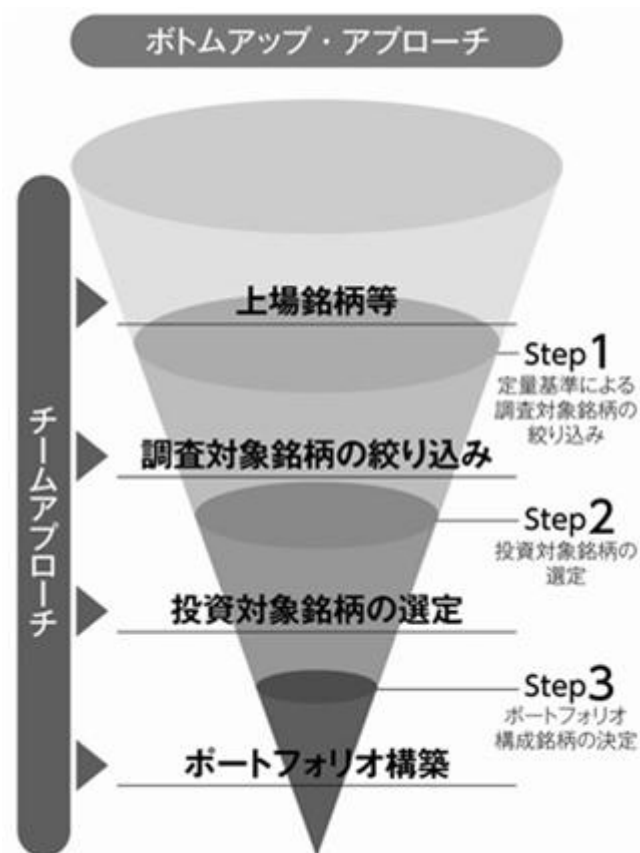 ボトムアップ・アプローチ
チームアプローチ
上場銘柄等
Step1
定量基準による
調査対象銘柄の
絞り込み
調査対象銘柄の絞り込み
Step2
投資対象銘柄の
選定
投資対象銘柄の選定
Step3
ポートフォリオ
構成銘柄の決定
ポートフォリオ構築